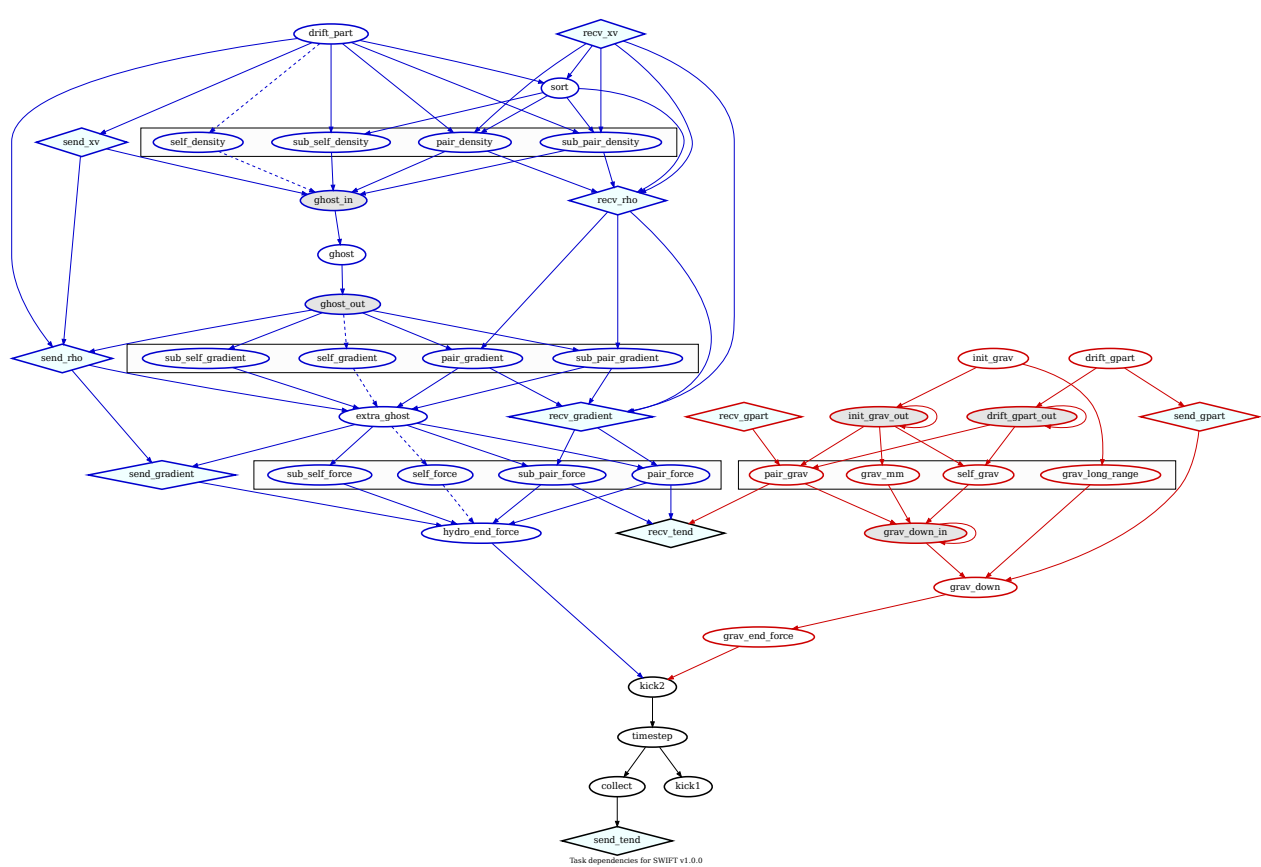 drift_part
recv_xv
sort
send_xv
self_density
sub_self_density
pair_density
sub_pair_density
ghost_in
recv_rho
ghost
ghost_out
send_rho
sub_self_gradient
self_gradient
pair_gradient
sub_pair_gradient
init_grav
drift_gpart
extra_ghost
recv_gradient
recv_gpart
init_grav_out
drift_gpart_out
send_gpart
send_gradient
sub_self_force
self_force
sub_pair_force
pair_force
pair_grav
grav_mm
self_grav
grav_long_range
hydro_end_force
recv_tend
grav_down_in
grav_down
grav_end_force
kick2
timestep
collect
kick1
send_tend
Task dependencies for SWIFT v1.0.0